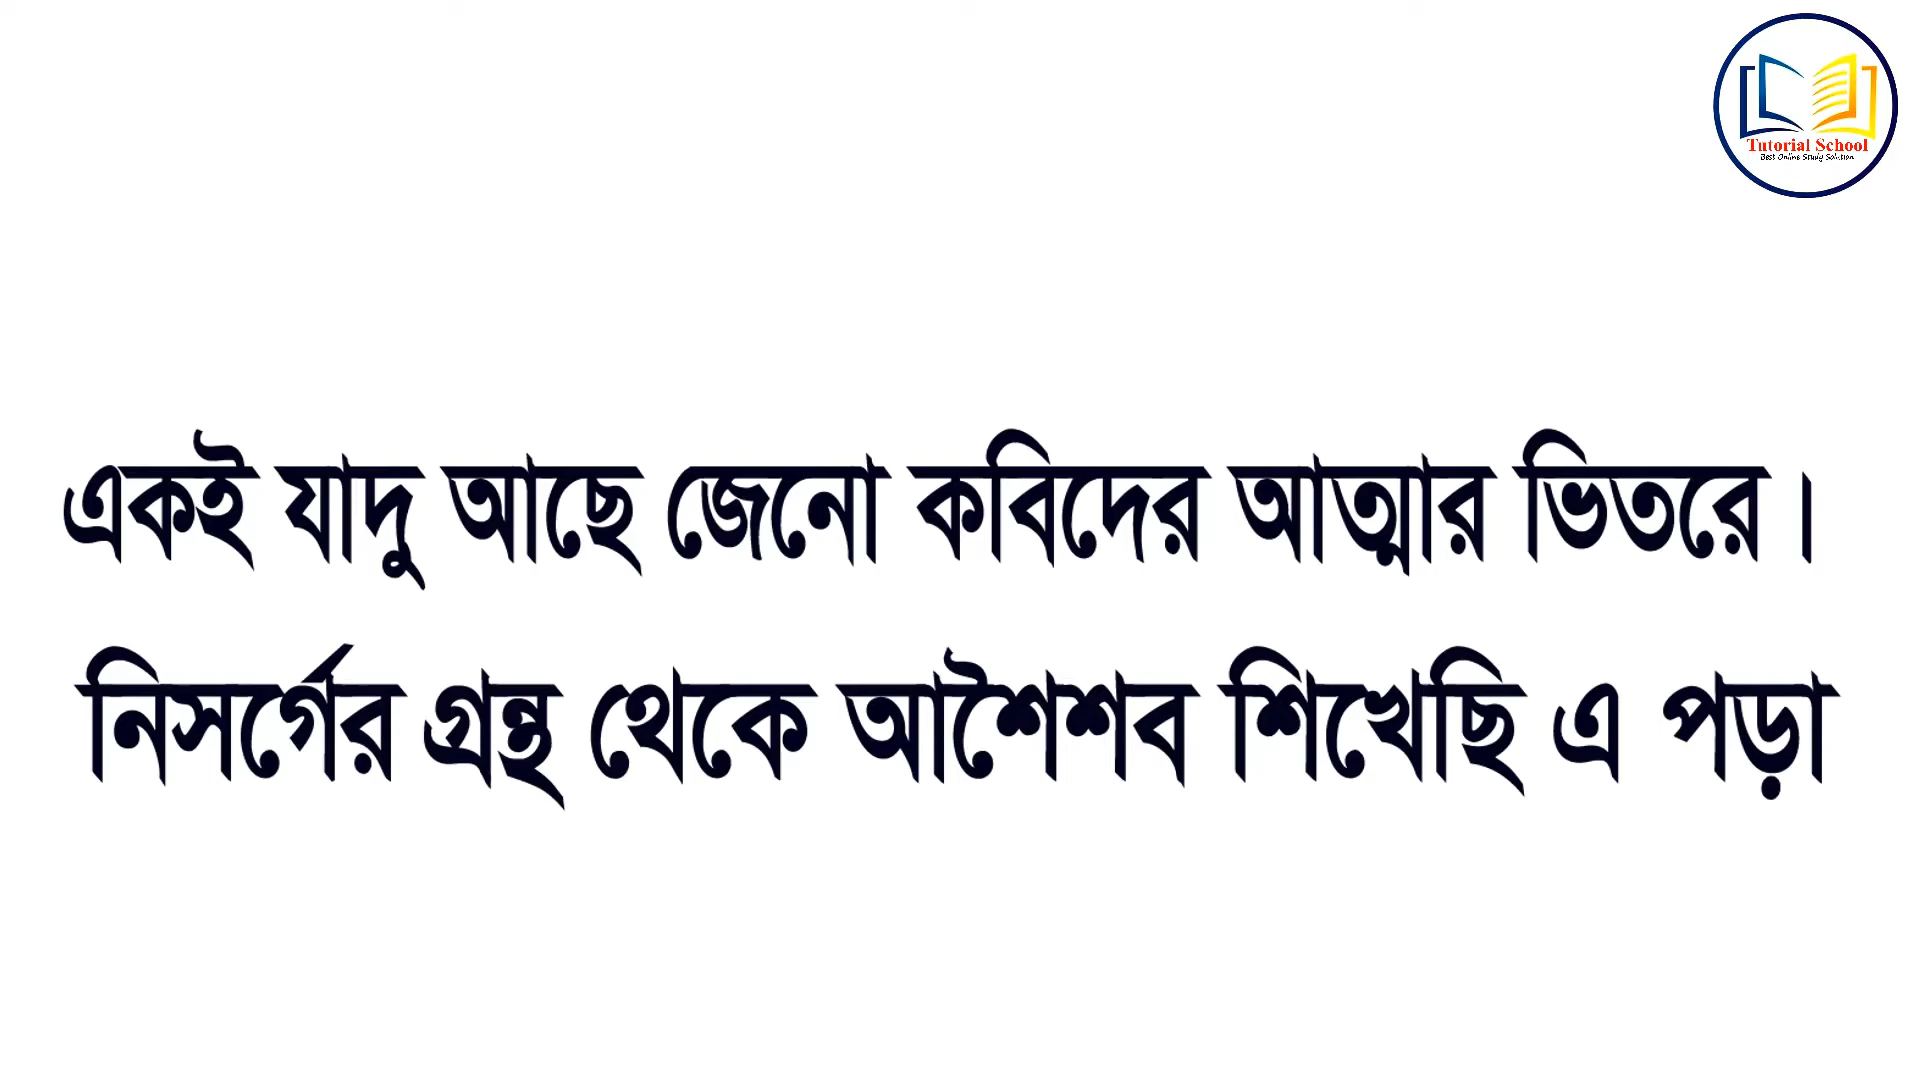 Tutorial School
Best Online Study Solution
একই যাদু আছে জেনো কবিদের আত্মার ভিতরে।
নিসর্গের গ্রন্থ থেকে আশৈশব শিখেছি এ পড়া